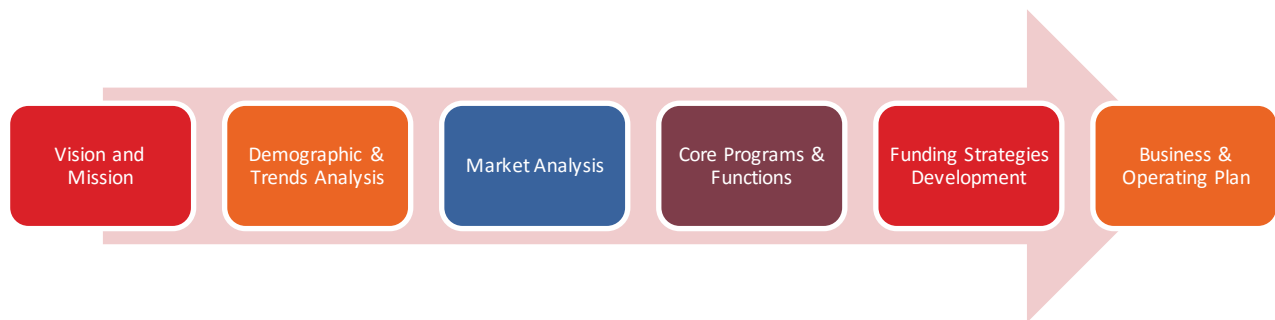 Vision and
Mission
Demographic &
Trends Analysis
Market Analysis
Core Programs &
Functions
Funding Strategies
Development
Business &
Operating Plan